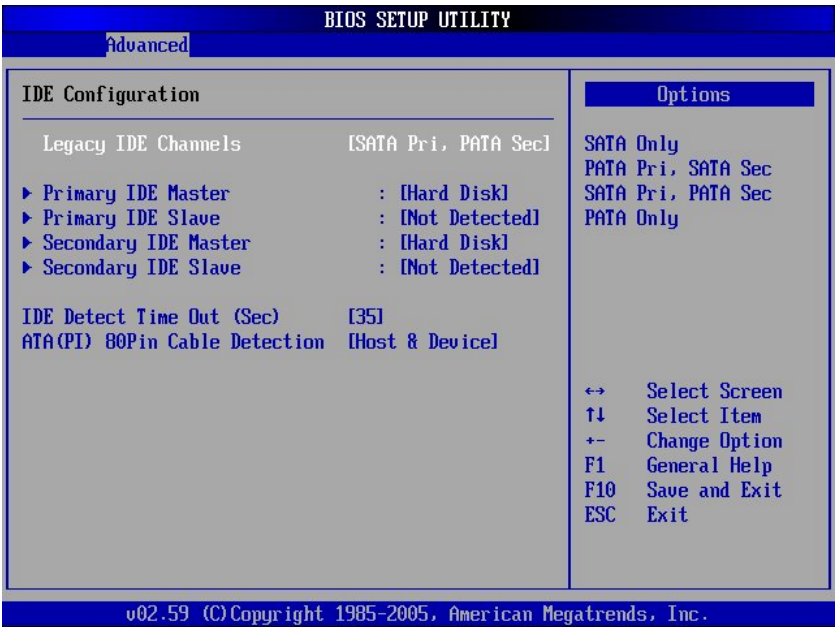 BIOS SETUP UTILITY
Advanced
IDE Configuration
Legacy IDE Channels [SATA Pri, PATA Sec]
Primary IDE Master : [Hard Disk]
Primary IDE Slave : [Not Detected]
Secondary IDE Master : [Hard Disk]
Secondary IDE Slave : [Not Detected]
IDE Detect Time Out (Sec) [35]
ATA(PI) 80Pin Cable Detection [Host & Device]
Options
SATA Only
PATA Pri, SATA Sec
SATA Pri, PATA Sec
PATA Only
←→ Select Screen
↑↓ Select Item
+- Change Option
F1 General Help
F10 Save and Exit
ESC Exit
v02.59 (C)Copyright 1985-2005, American Megatrends, Inc.